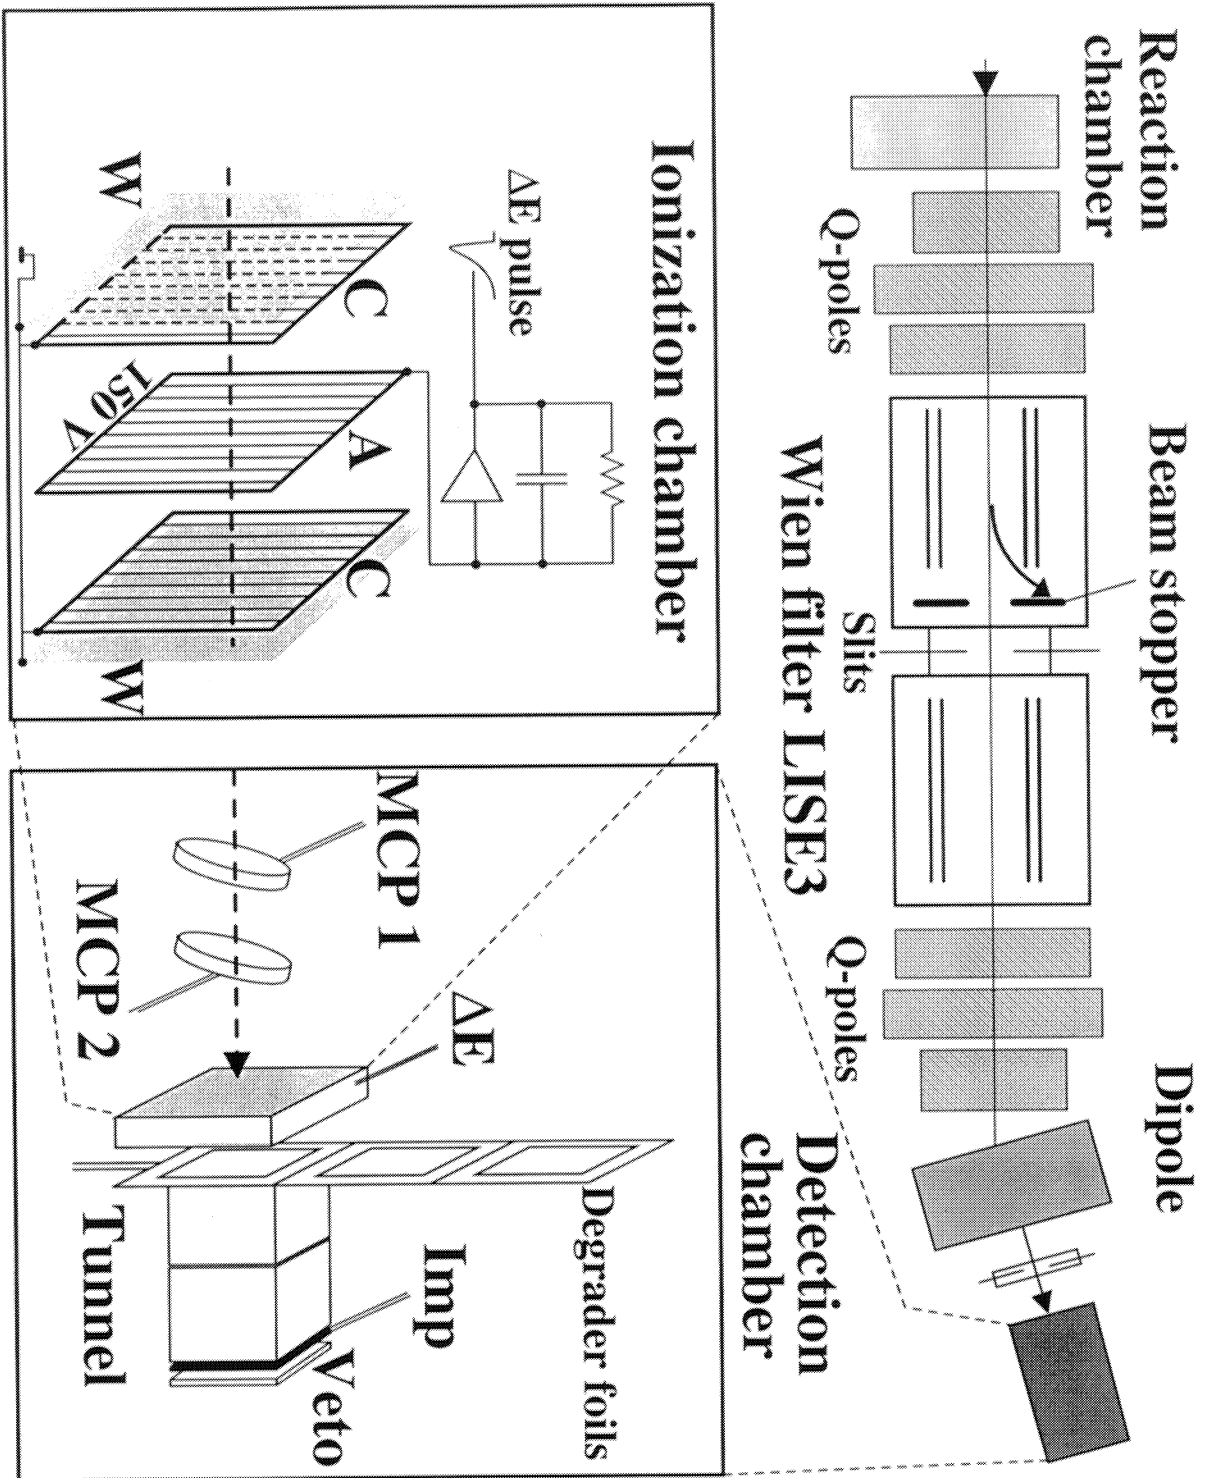 Reaction
chamber
Q-poles
Beam stopper
Slits
Wien filter LISE3
Q-poles
Dipole
Detection
chamber
Ionization chamber
ΔE pulse
W
C
150 V
A
C
W
MCP 1
MCP 2
ΔE
Degrader foils
Tunnel
Imp
Veto